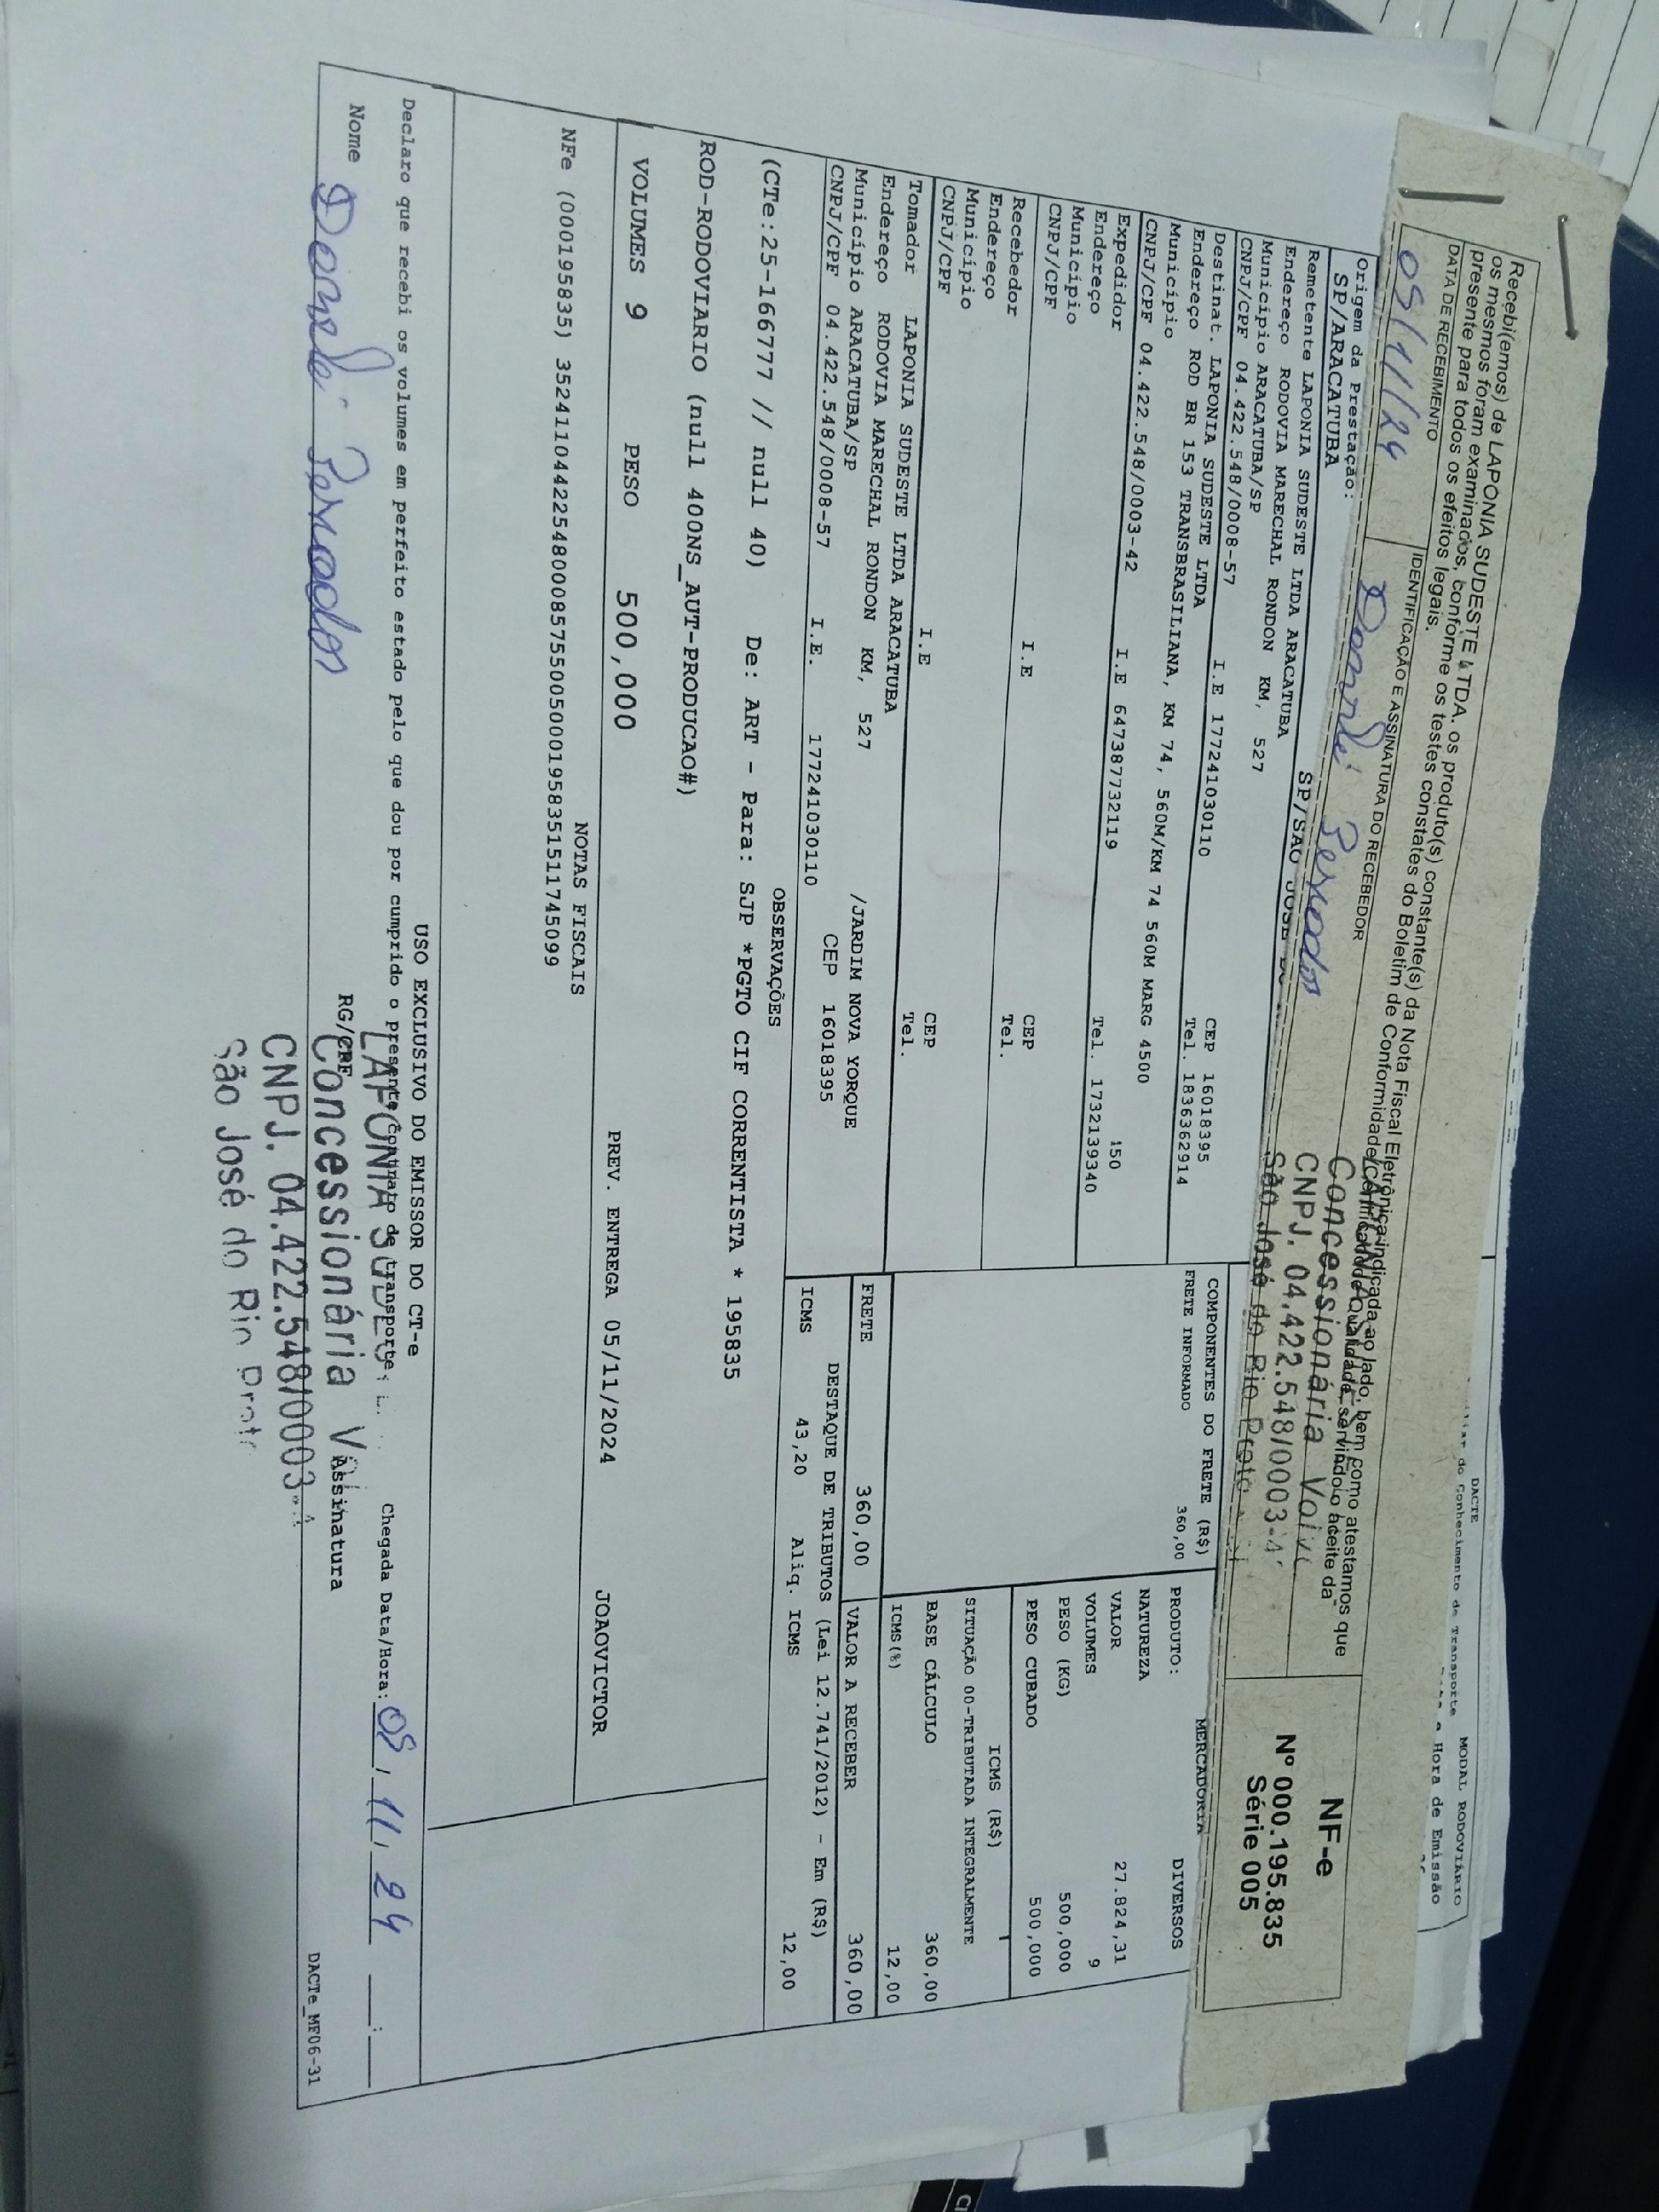 DACTE
MODAL RODOVIÁRIO
do Conhecimento de Transporte
e Hora de Emissão
Recebi(emos) de LAPONIA SUDESTE LTDA. os produto(s) constante(s) da Nota Fiscal Eletrônica indicada ao lado, bem como atestamos que
os mesmos foram examinados, conforme os testes constates do Boletim de Conformidade/Certificado de Qualidade, servindo o aceite da
presente para todos os efeitos legais.
DATA DE RECEBIMENTO
IDENTIFICAÇÃO E ASSINATURA DO RECEBEDOR
NF-e
Nº 000.195.835
Série 005
Concessionária
CNPJ. 04.422.548/0003-4
São José do Rio Preto
Origem da Prestação:
SP/ARACATUBA
SP/SAO JOSE
Remetente LAPONIA SUDESTE LTDA ARACATUBA
Endereço RODOVIA MARECHAL RONDON KM, 527
Município ARACATUBA/SP
CEP 16018395
CNPJ/CPF 04.422.548/0008-57 I.E 177241030110
Tel. 1836362914
Destinat. LAPONIA SUDESTE LTDA
Endereço ROD BR 153 TRANSBRASILIANA, KM 74, 560M/KM 74 560M MARG 4500
Município
CNPJ/CPF 04.422.548/0003-42 I.E 647387732119 Tel. 1732139340
Expedidor
Endereço
Município
CEP
CNPJ/CPF I.E Tel.
Recebedor
Endereço
Município
CEP
CNPJ/CPF I.E Tel.
Tomador LAPONIA SUDESTE LTDA ARACATUBA
Endereço RODOVIA MARECHAL RONDON KM, 527 /JARDIM NOVA YORQUE
Município ARACATUBA/SP CEP 16018395
CNPJ/CPF 04.422.548/0008-57 I.E. 177241030110
COMPONENTES DO FRETE (R$)
FRETE INFORMADO 360,00
MERCADORIA
PRODUTO: DIVERSOS
NATUREZA
VALOR 27.824,31
VOLUMES 9
PESO (KG) 500,000
PESO CUBADO 500,000
ICMS (R$)
SITUAÇÃO 00-TRIBUTADA INTEGRALMENTE
BASE CÁLCULO 360,00
ICMS(%) 12,00
FRETE 360,00 VALOR A RECEBER 360,00
DESTAQUE DE TRIBUTOS (Lei 12.741/2012) - Em (R$)
ICMS 43,20 Aliq. ICMS 12,00
OBSERVAÇÕES
(CTe:25-166777 // null 40) De: ART - Para: SJP *PGTO CIF CORRENTISTA * 195835
ROD-RODOVIARIO (null 400NS_AUT-PRODUCAO#)
VOLUMES 9 PESO 500,000 PREV. ENTREGA 05/11/2024 JOAOVICTOR
NOTAS FISCAIS
NFe (000195835) 35241104422548000857550050001958351511745099
USO EXCLUSIVO DO EMISSOR DO CT-e
Declaro que recebi os volumes em perfeito estado pelo que dou por cumprido o presente contrato de transporte
Chegada Data/Hora: 05/11/24
Nome
RG/CPF
Assinatura
LAPONIA SUDES
Concessionária
CNPJ. 04.422.548/0003
São José do Rio Preto
DACTe_MF06-31